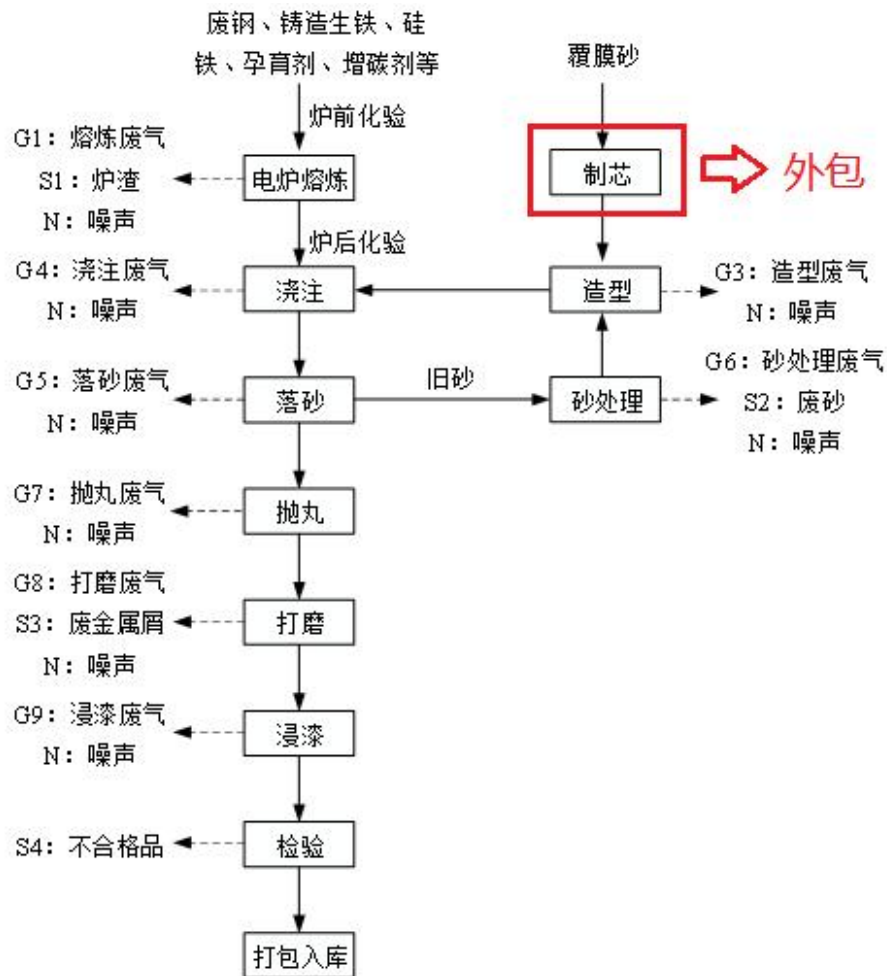 废钢、铸造生铁、硅
铁、孕育剂、增碳剂等
覆膜砂
炉前化验
G1：熔炼废气
S1：炉渣
N：噪声
电炉熔炼
制芯
外包
炉后化验
G4：浇注废气
N：噪声
浇注
造型
G3：造型废气
N：噪声
G5：落砂废气
N：噪声
落砂
旧砂
砂处理
G6：砂处理废气
S2：废砂
N：噪声
G7：抛丸废气
N：噪声
抛丸
G8：打磨废气
S3：废金属屑
N：噪声
打磨
G9：浸漆废气
N：噪声
浸漆
S4：不合格品
检验
打包入库